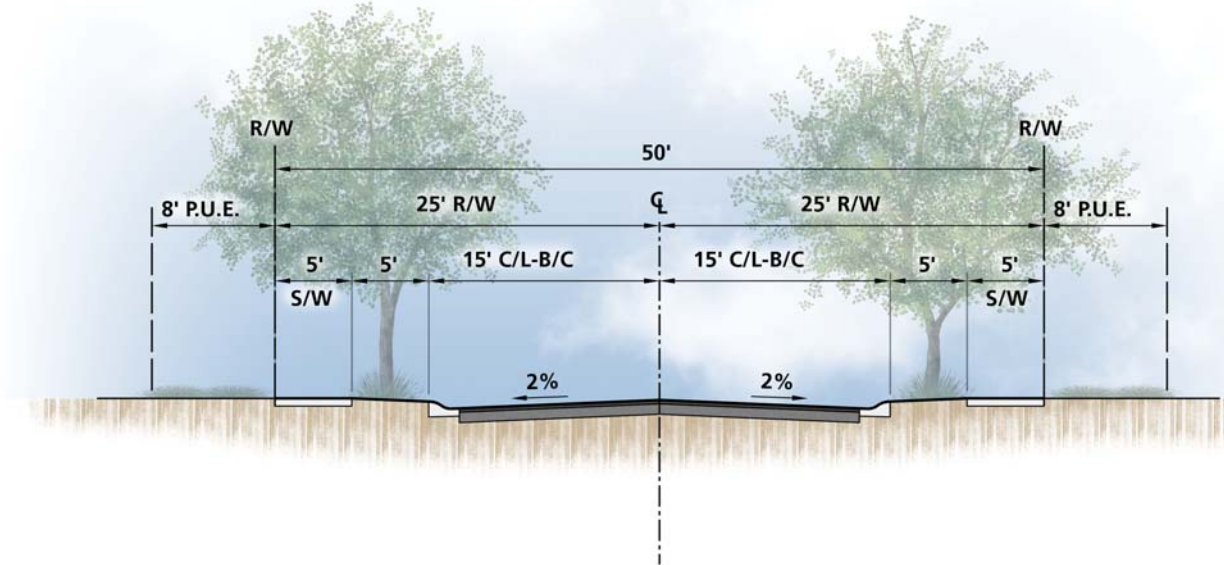 R/W R/W
50'
8' P.U.E. 25' R/W ℄ 25' R/W 8' P.U.E.
5' 5' 15' C/L-B/C 15' C/L-B/C 5' 5'
S/W S/W
2% 2%